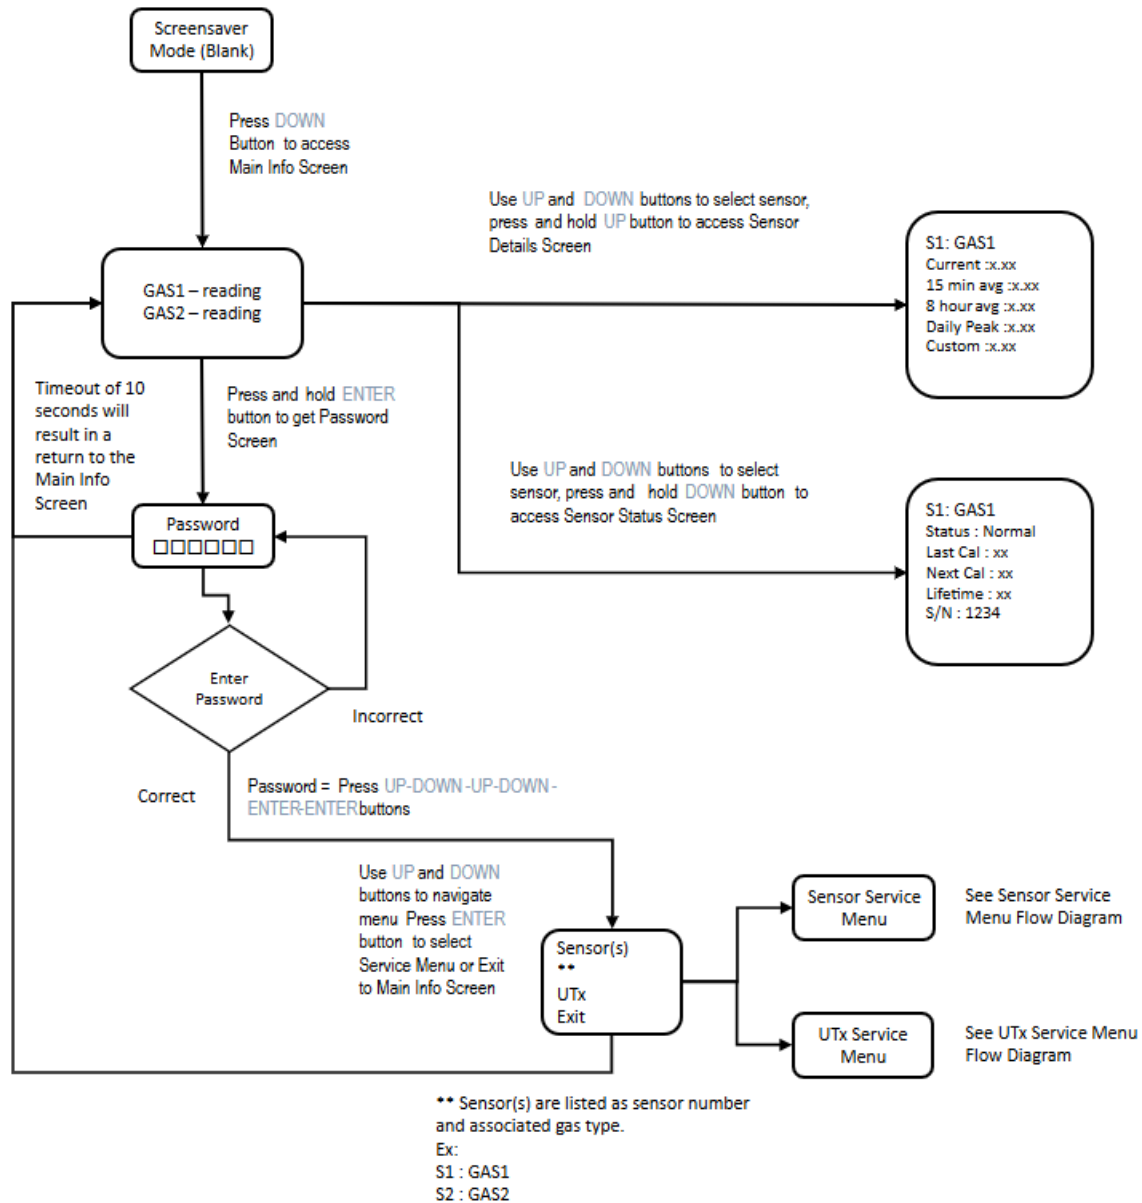 Screensaver
Mode (Blank)
Press DOWN
Button to access
Main Info Screen
Use UP and DOWN buttons to select sensor,
press and hold UP button to access Sensor
Details Screen
S1: GAS1
Current :x.xx
15 min avg :x.xx
8 hour avg :x.xx
Daily Peak :x.xx
Custom :x.xx
GAS1 – reading
GAS2 – reading
Timeout of 10
seconds will
result in a
return to the
Main Info
Screen
Press and hold ENTER
button to get Password
Screen
Use UP and DOWN buttons to select
sensor, press and hold DOWN button to
access Sensor Status Screen
S1: GAS1
Status : Normal
Last Cal : xx
Next Cal : xx
Lifetime : xx
S/N : 1234
Password
□□□□□□
Enter
Password
Incorrect
Correct
Password = Press UP-DOWN-UP-DOWN-
ENTER-ENTER buttons
Use UP and DOWN
buttons to navigate
menu Press ENTER
button to select
Service Menu or Exit
to Main Info Screen
Sensor(s)
**
UTx
Exit
Sensor Service
Menu
See Sensor Service
Menu Flow Diagram
UTx Service
Menu
See UTx Service Menu
Flow Diagram
** Sensor(s) are listed as sensor number
and associated gas type.
Ex:
S1 : GAS1
S2 : GAS2